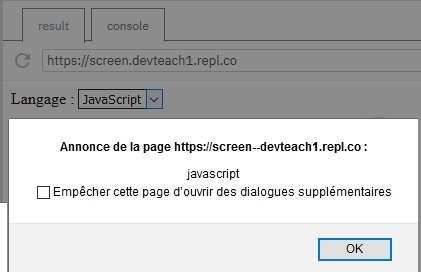 result console
https://screen.devteach1.repl.co
Langage : JavaScript
Annonce de la page https://screen--devteach1.repl.co :
javascript
Empêcher cette page d'ouvrir des dialogues supplémentaires
OK